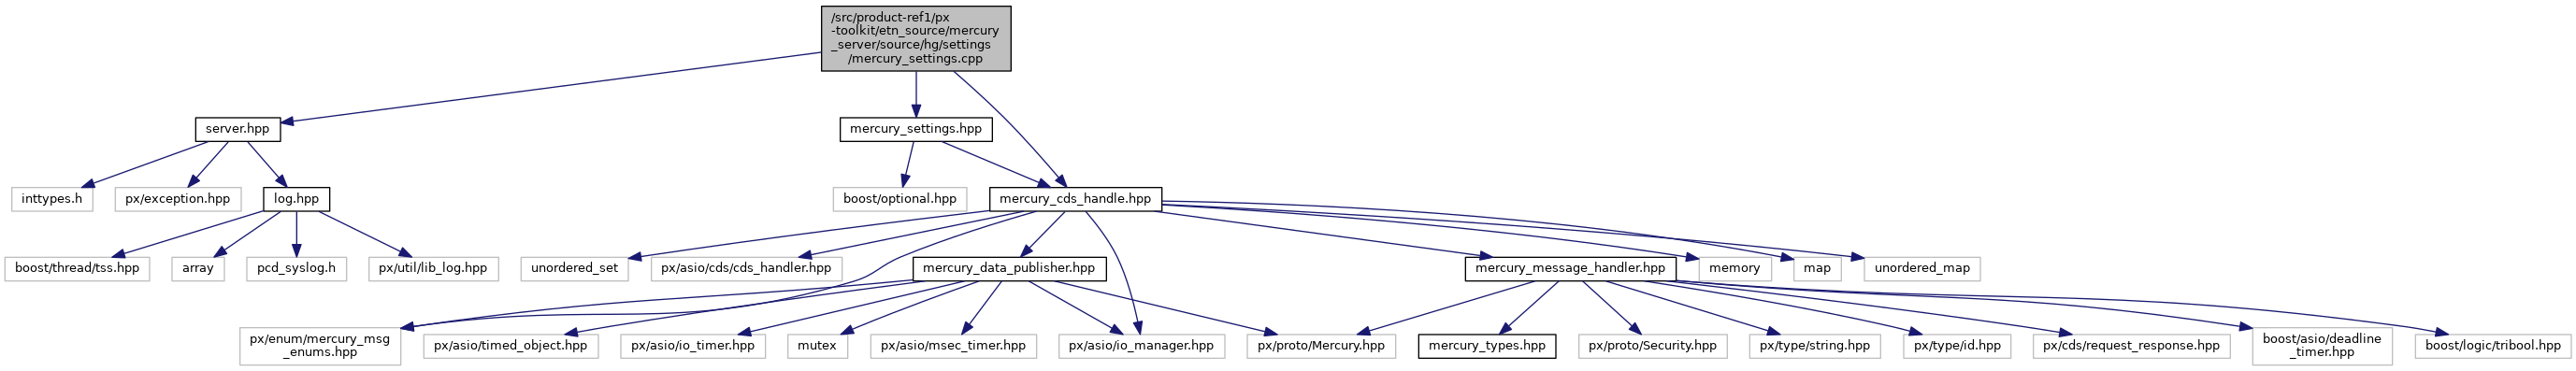 /src/product-ref1/px
-toolkit/etn_source/mercury
_server/source/hg/settings
/mercury_settings.cpp
server.hpp
mercury_settings.hpp
inttypes.h
px/exception.hpp
log.hpp
boost/optional.hpp
mercury_cds_handle.hpp
boost/thread/tss.hpp
array
pcd_syslog.h
px/util/lib_log.hpp
unordered_set
px/asio/cds/cds_handler.hpp
mercury_data_publisher.hpp
mercury_message_handler.hpp
memory
map
unordered_map
px/enum/mercury_msg
_enums.hpp
px/asio/timed_object.hpp
px/asio/io_timer.hpp
mutex
px/asio/msec_timer.hpp
px/asio/io_manager.hpp
px/proto/Mercury.hpp
mercury_types.hpp
px/proto/Security.hpp
px/type/string.hpp
px/type/id.hpp
px/cds/request_response.hpp
boost/asio/deadline
_timer.hpp
boost/logic/tribool.hpp